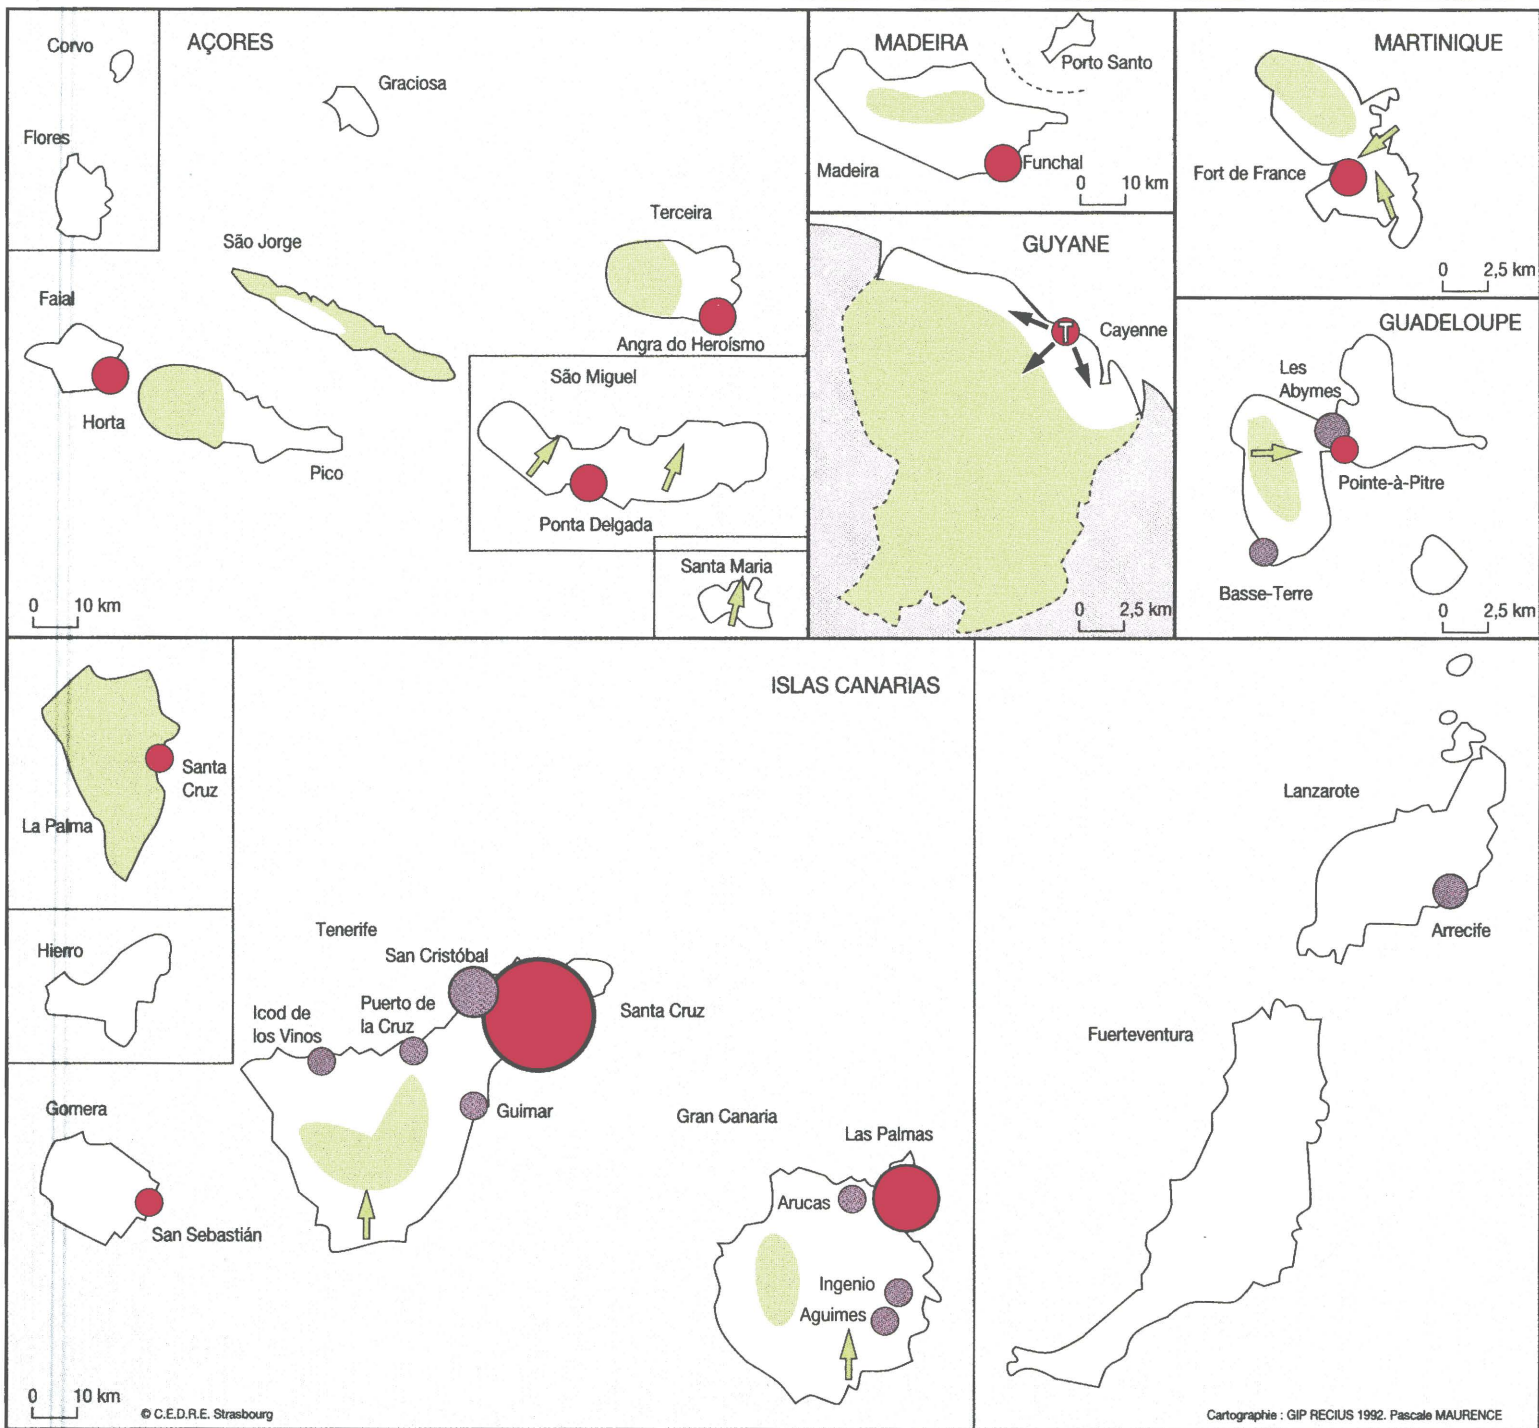 AÇORES
Corvo
Flores
Graciosa
Terceira
São Jorge
Faial
Angra do Heroísmo
São Miguel
Horta
Pico
Ponta Delgada
Santa Maria
0 10 km
MADEIRA
Porto Santo
Madeira
Funchal
0 10 km
GUYANE
T
Cayenne
0 2,5 km
MARTINIQUE
Fort de France
0 2,5 km
GUADELOUPE
Les
Abymes
Pointe-à-Pitre
Basse-Terre
0 2,5 km
ISLAS CANARIAS
Santa
Cruz
La Palma
Hierro
Gomera
San Sebastián
Tenerife
San Cristóbal
Puerto de
la Cruz
Icod de
los Vinos
Santa Cruz
Guimar
Gran Canaria
Las Palmas
Arucas
Ingenio
Aguimes
Lanzarote
Arrecife
Fuerteventura
0 10 km
© C.E.D.R.E. Strasbourg
Cartographie : GIP RECIUS 1992. Pascale MAURENCE